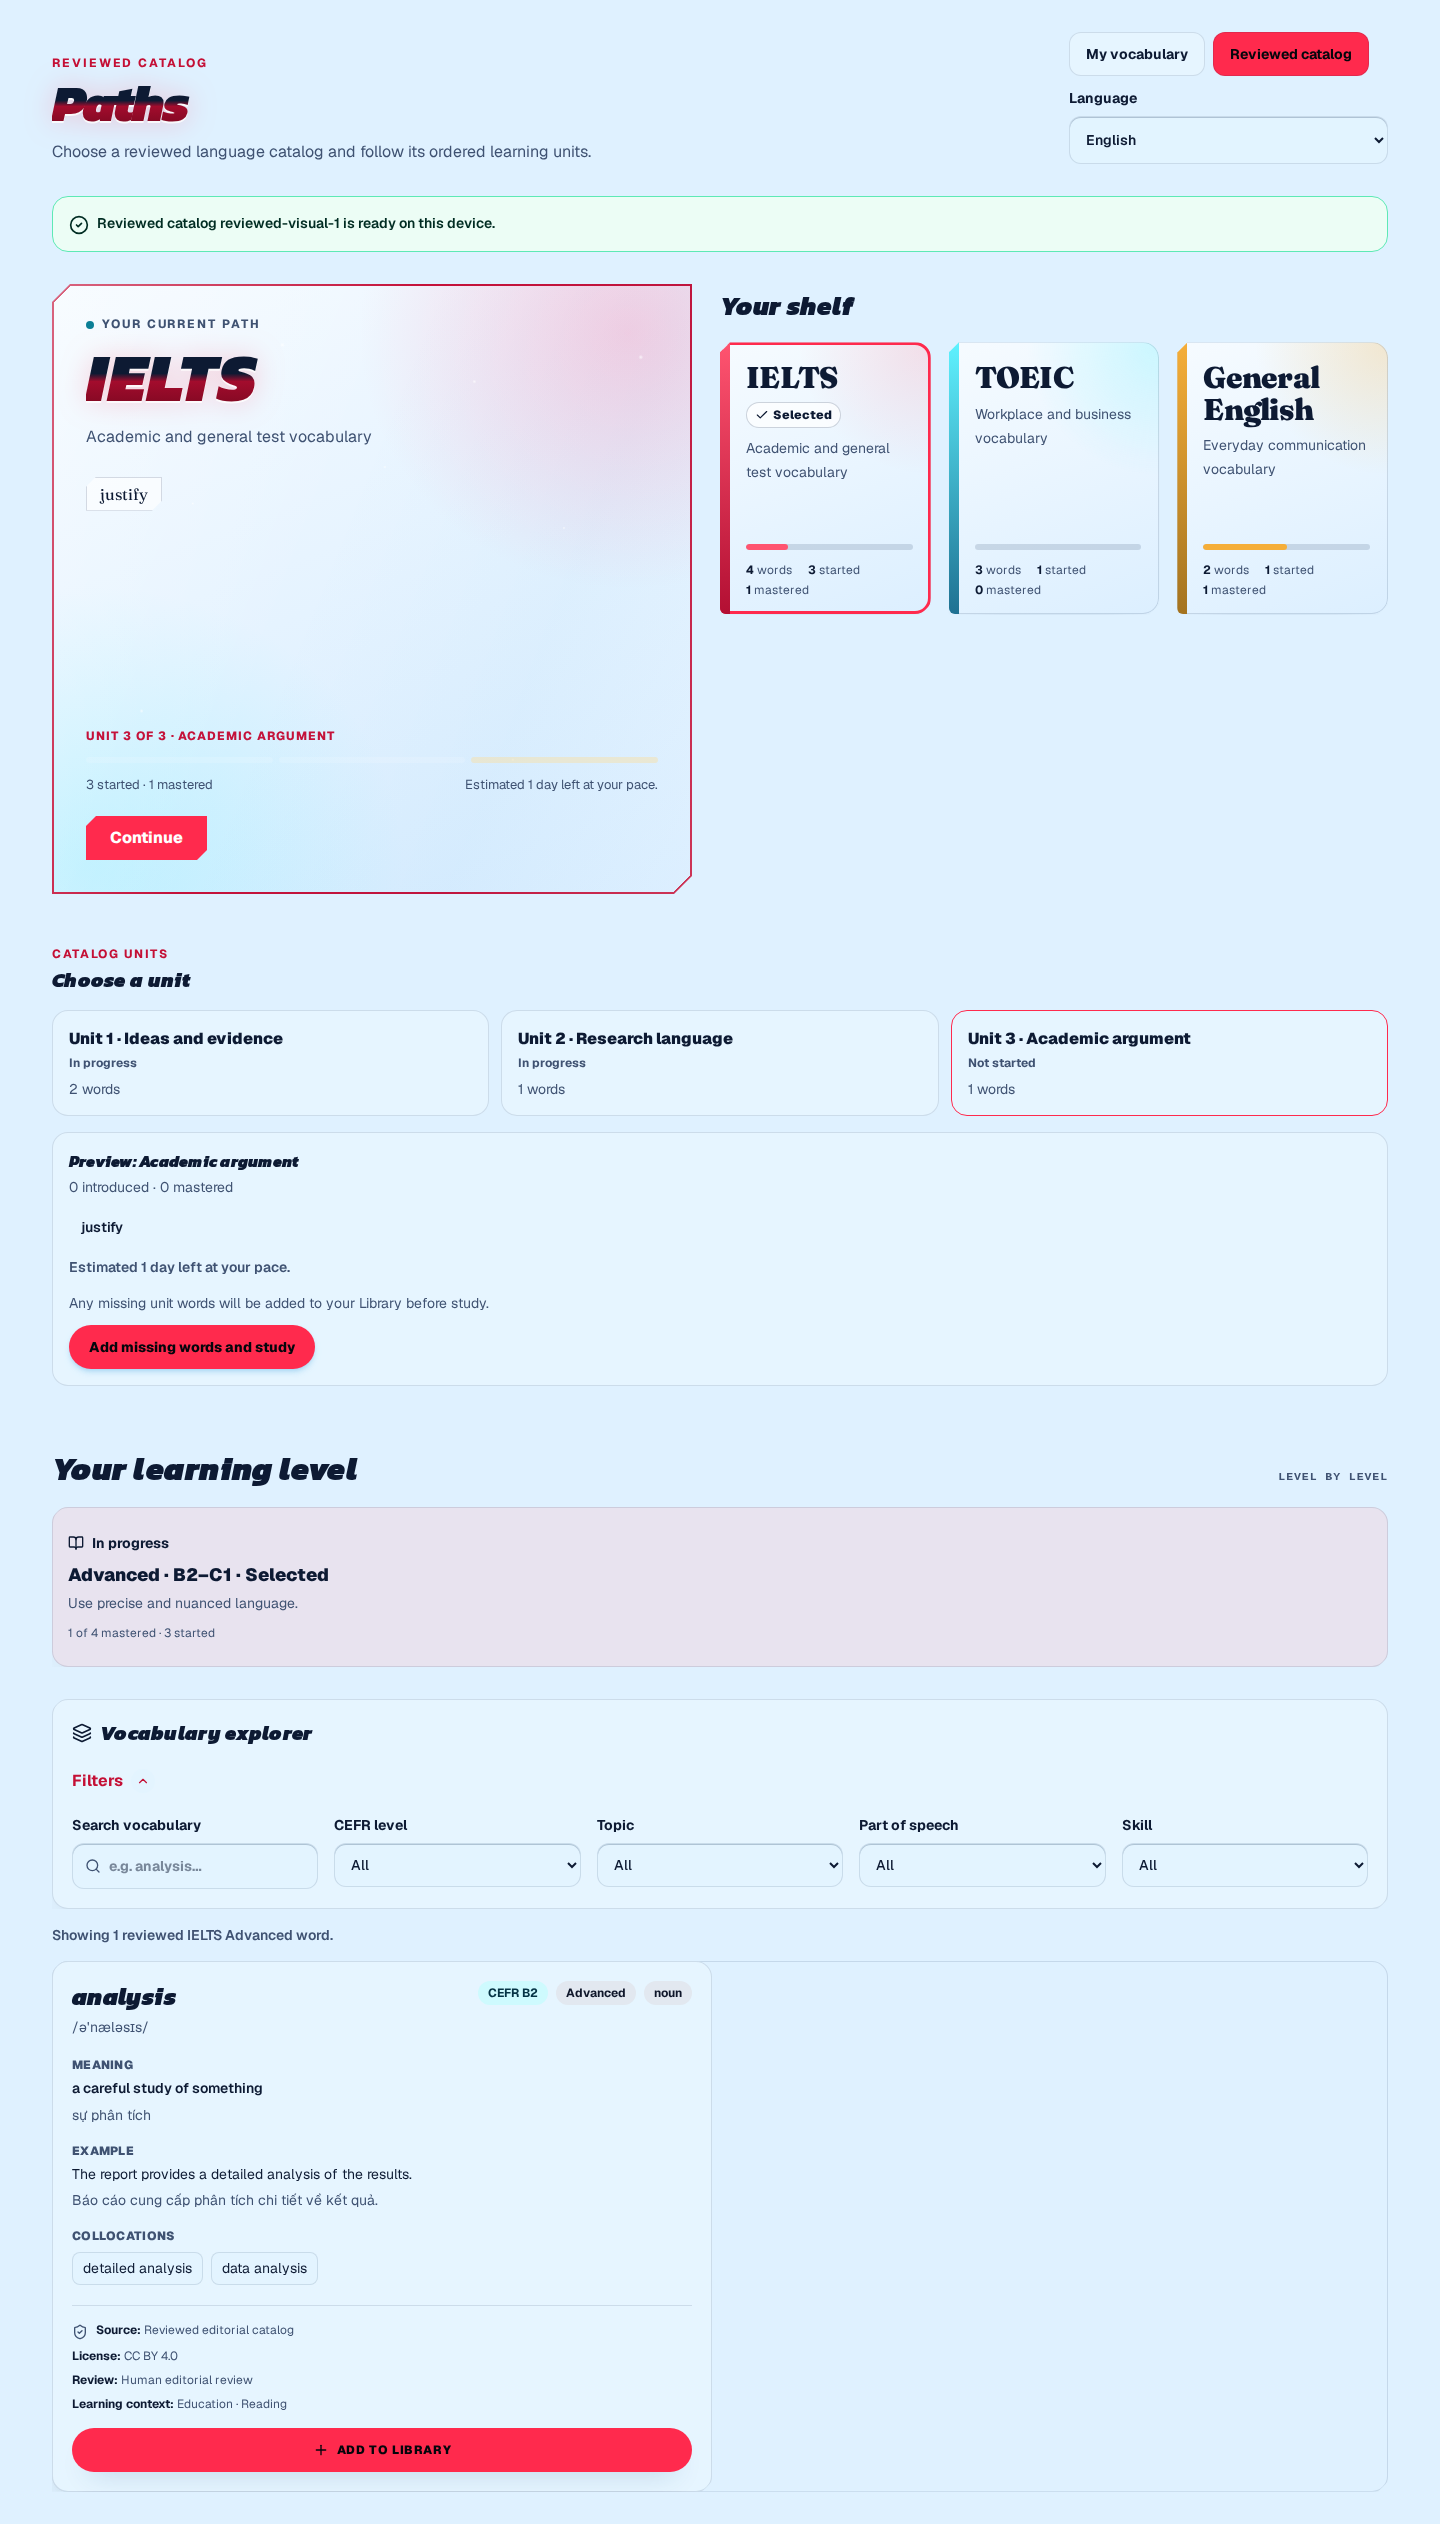 REVIEWED CATALOG
Paths
Choose a reviewed language catalog and follow its ordered learning units.
My vocabulary
Reviewed catalog
Language
English
Reviewed catalog reviewed-visual-1 is ready on this device.
YOUR CURRENT PATH
IELTS
Academic and general test vocabulary
justify
UNIT 3 OF 3 · ACADEMIC ARGUMENT
3 started · 1 mastered
Estimated 1 day left at your pace.
Continue
Your shelf
IELTS
Selected
Academic and general
test vocabulary
4 words 3 started
1 mastered
TOEIC
Workplace and business
vocabulary
3 words 1 started
0 mastered
General
English
Everyday communication
vocabulary
2 words 1 started
1 mastered
CATALOG UNITS
Choose a unit
Unit 1 · Ideas and evidence
In progress
2 words
Unit 2 · Research language
In progress
1 words
Unit 3 · Academic argument
Not started
1 words
Preview: Academic argument
0 introduced · 0 mastered
justify
Estimated 1 day left at your pace.
Any missing unit words will be added to your Library before study.
Add missing words and study
Your learning level
LEVEL BY LEVEL
In progress
Advanced · B2–C1 · Selected
Use precise and nuanced language.
1 of 4 mastered · 3 started
Vocabulary explorer
Filters
Search vocabulary
e.g. analysis...
CEFR level
All
Topic
All
Part of speech
All
Skill
All
Showing 1 reviewed IELTS Advanced word.
analysis
CEFR B2
Advanced
noun
/əˈnæləsɪs/
MEANING
a careful study of something
sự phân tích
EXAMPLE
The report provides a detailed analysis of the results.
Báo cáo cung cấp phân tích chi tiết về kết quả.
COLLOCATIONS
detailed analysis
data analysis
Source: Reviewed editorial catalog
License: CC BY 4.0
Review: Human editorial review
Learning context: Education · Reading
ADD TO LIBRARY